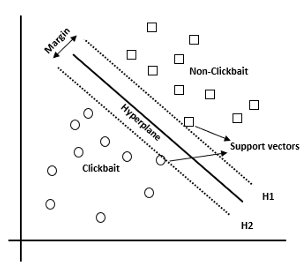 Margin
Non-Clickbait
Hyperplane
Support vectors
Clickbait
H1
H2